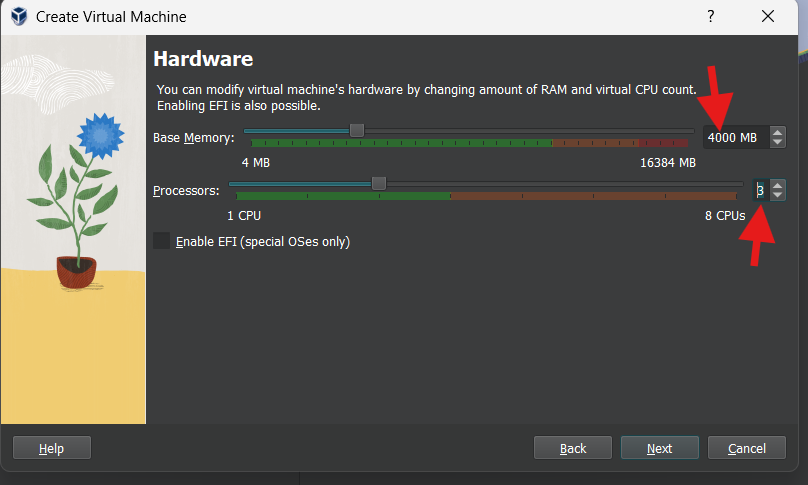 Create Virtual Machine
?
Hardware
You can modify virtual machine's hardware by changing amount of RAM and virtual CPU count.
Enabling EFI is also possible.
Base Memory: 4000 MB
4 MB 16384 MB
Processors: 3
1 CPU 8 CPUs
Enable EFI (special OSes only)
Help Back Next Cancel